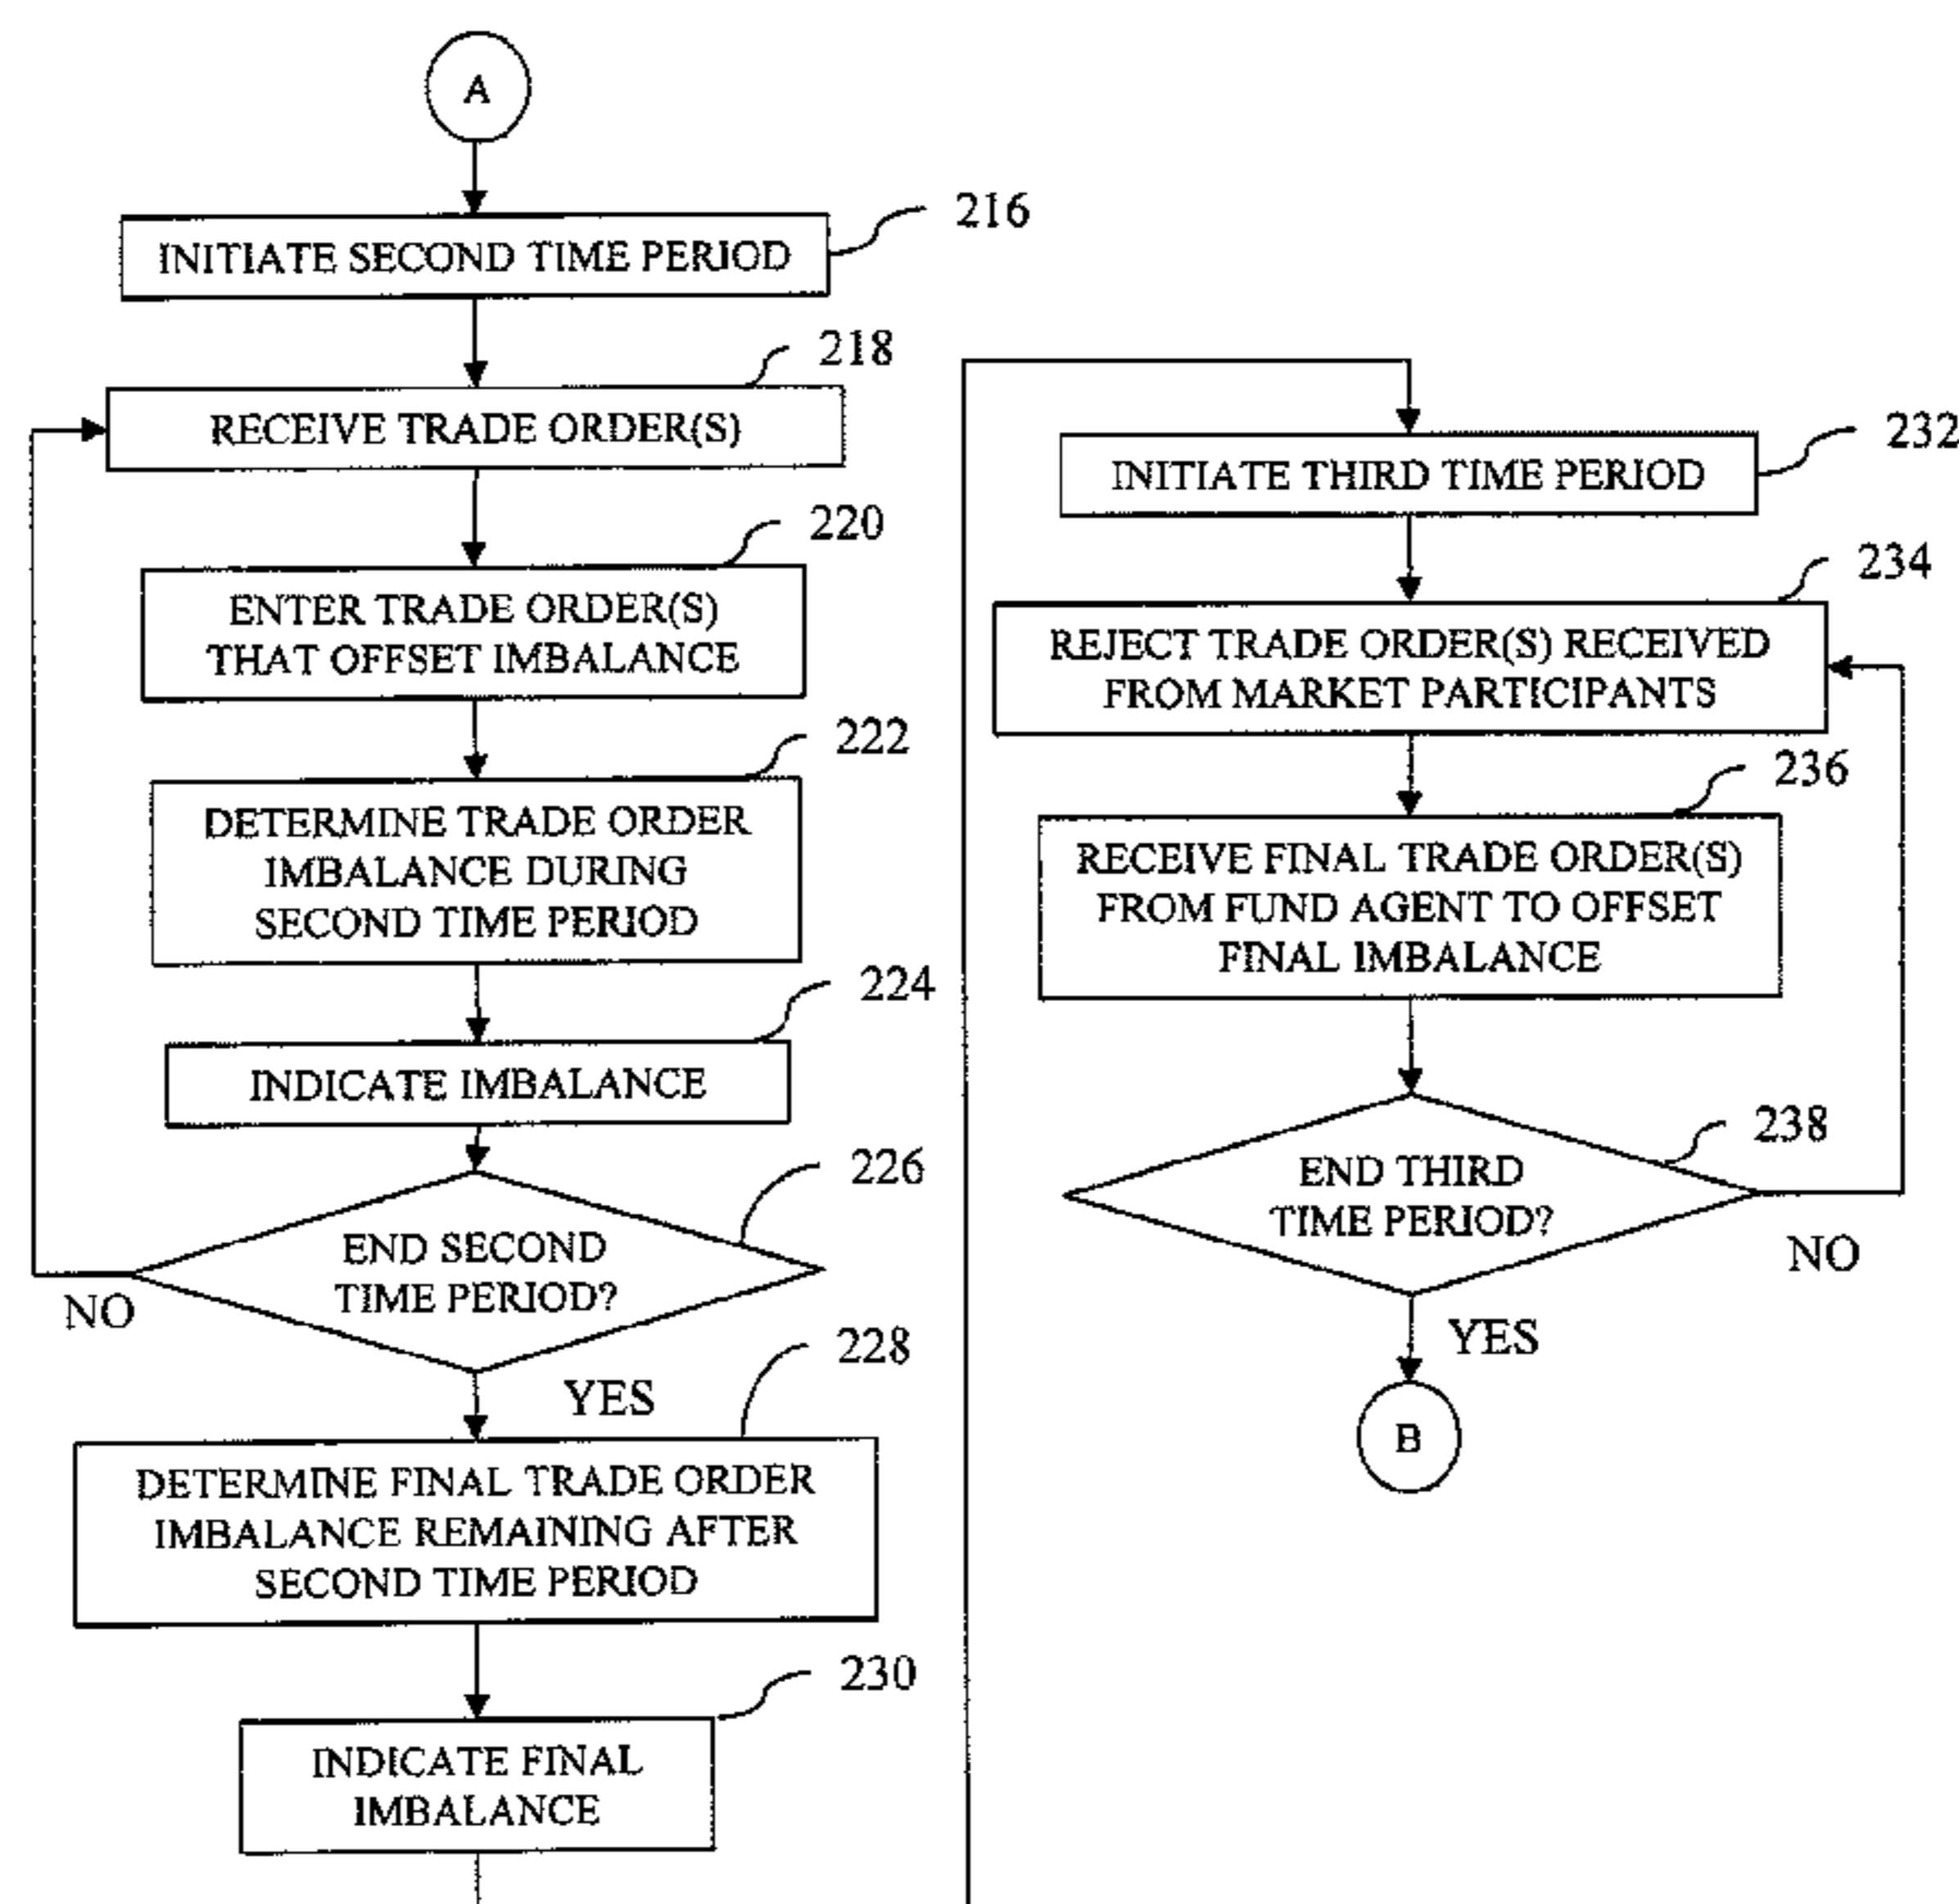 A
216
INITIATE SECOND TIME PERIOD
218
RECEIVE TRADE ORDER(S)
220
ENTER TRADE ORDER(S)
THAT OFFSET IMBALANCE
222
DETERMINE TRADE ORDER
IMBALANCE DURING
SECOND TIME PERIOD
224
INDICATE IMBALANCE
226
END SECOND
TIME PERIOD?
NO
YES
228
DETERMINE FINAL TRADE ORDER
IMBALANCE REMAINING AFTER
SECOND TIME PERIOD
230
INDICATE FINAL
IMBALANCE
232
INITIATE THIRD TIME PERIOD
234
REJECT TRADE ORDER(S) RECEIVED
FROM MARKET PARTICIPANTS
236
RECEIVE FINAL TRADE ORDER(S)
FROM FUND AGENT TO OFFSET
FINAL IMBALANCE
238
END THIRD
TIME PERIOD?
NO
YES
B